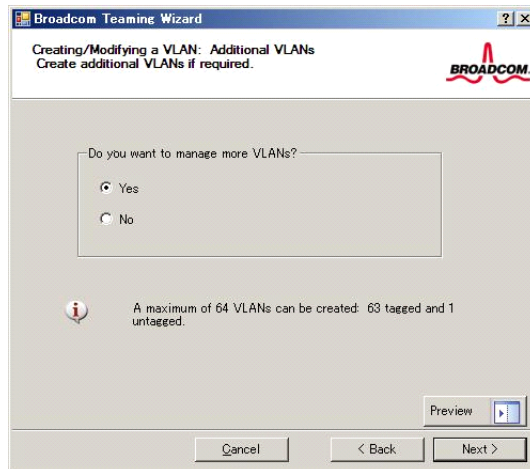 Broadcom Teaming Wizard
Creating/Modifying a VLAN: Additional VLANs
Create additional VLANs if required.
BROADCOM.
Do you want to manage more VLANs?
Yes
No
A maximum of 64 VLANs can be created: 63 tagged and 1
untagged.
Preview
Cancel
< Back
Next >